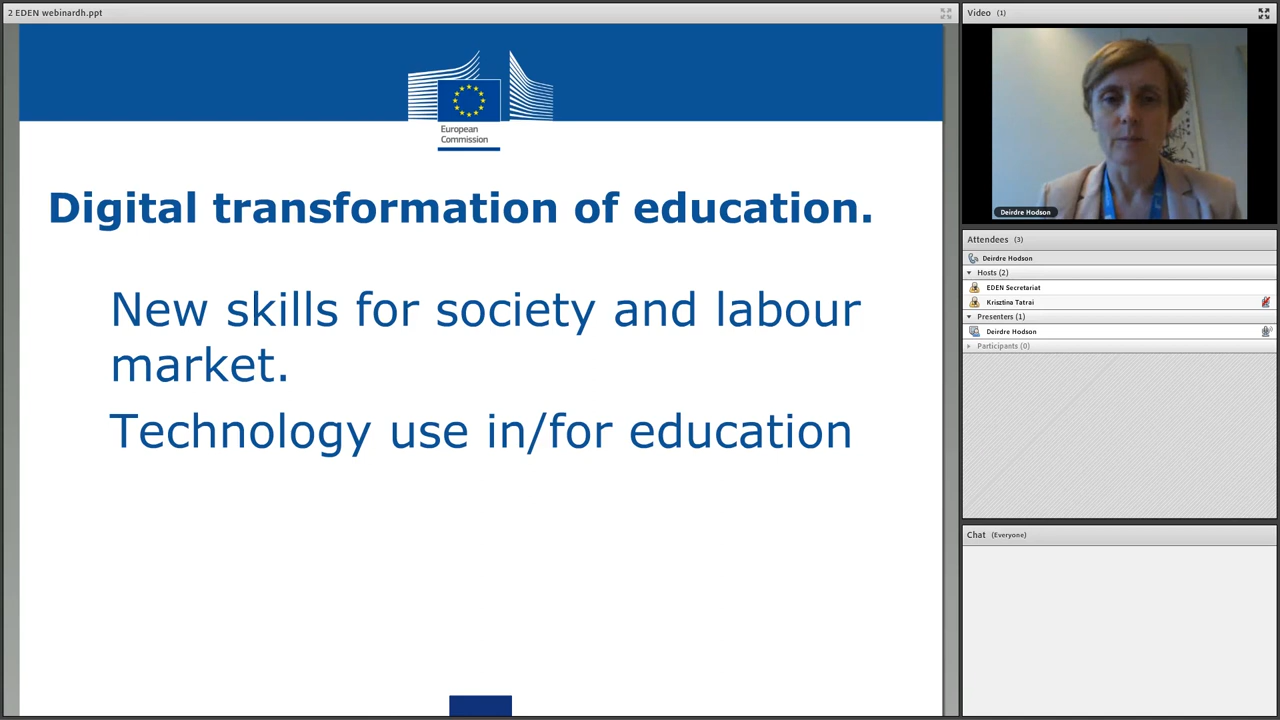 2 EDEN webinardh.ppt
European
Commission
Digital transformation of education.
New skills for society and labour
market.
Technology use in/for education
Video (1)
Deirdre Hodson
Attendees (3)
Deirdre Hodson
Hosts (2)
EDEN Secretariat
Krisztina Tatrai
Presenters (1)
Deirdre Hodson
Participants (0)
Chat (Everyone)